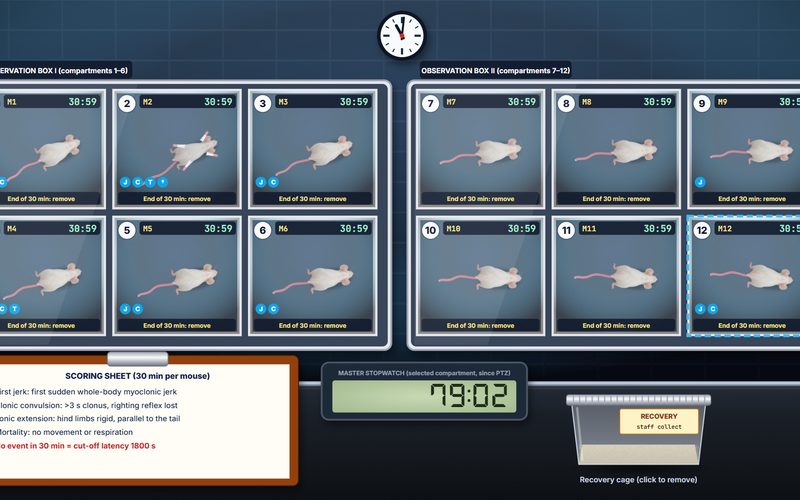 ERVATION BOX I (compartments 1–6)
OBSERVATION BOX II (compartments 7–12)
M1 30:59
2 M2 30:59
3 M3 30:59
7 M7 30:59
8 M8 30:59
9 M9 30:5
C
J C T
J C
J
End of 30 min: remove
End of 30 min: remove
End of 30 min: remove
End of 30 min: remove
End of 30 min: remove
End of 30 min: remove
M4 30:59
5 M5 30:59
6 M6 30:59
10 M10 30:59
11 M11 30:59
12 M12 30:5
C T
J C
J C
J C
End of 30 min: remove
End of 30 min: remove
End of 30 min: remove
End of 30 min: remove
End of 30 min: remove
End of 30 min: remove
SCORING SHEET (30 min per mouse)
irst jerk: first sudden whole-body myoclonic jerk
lonic convulsion: >3 s clonus, righting reflex lost
onic extension: hind limbs rigid, parallel to the tail
Mortality: no movement or respiration
o event in 30 min = cut-off latency 1800 s
MASTER STOPWATCH (selected compartment, since PTZ)
79:02
RECOVERY
staff collect
Recovery cage (click to remove)